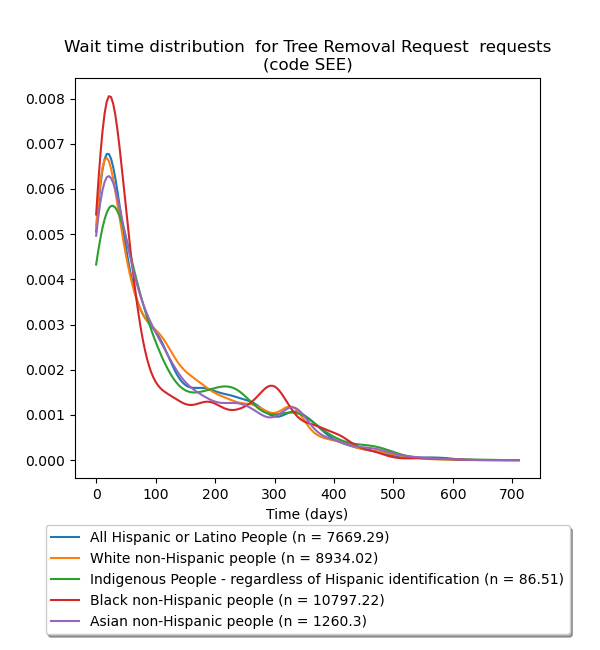 Wait time distribution  for Tree Removal Request  requests
(code SEE)
0.008
0.007
0.006
0.005
0.004
0.003
0.002
0.001
0.000
0 100 200 300 400 500 600 700
Time (days)
All Hispanic or Latino People (n = 7669.29)
White non-Hispanic people (n = 8934.02)
Indigenous People - regardless of Hispanic identification (n = 86.51)
Black non-Hispanic people (n = 10797.22)
Asian non-Hispanic people (n = 1260.3)